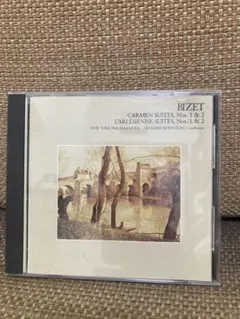 BIZET
CARMEN SUITES, Nos. 1 & 2
L'ARLÉSIENNE SUITES, Nos. 1 & 2
NEW YORK PHILHARMONIC LEONARD BERNSTEIN, Conductor